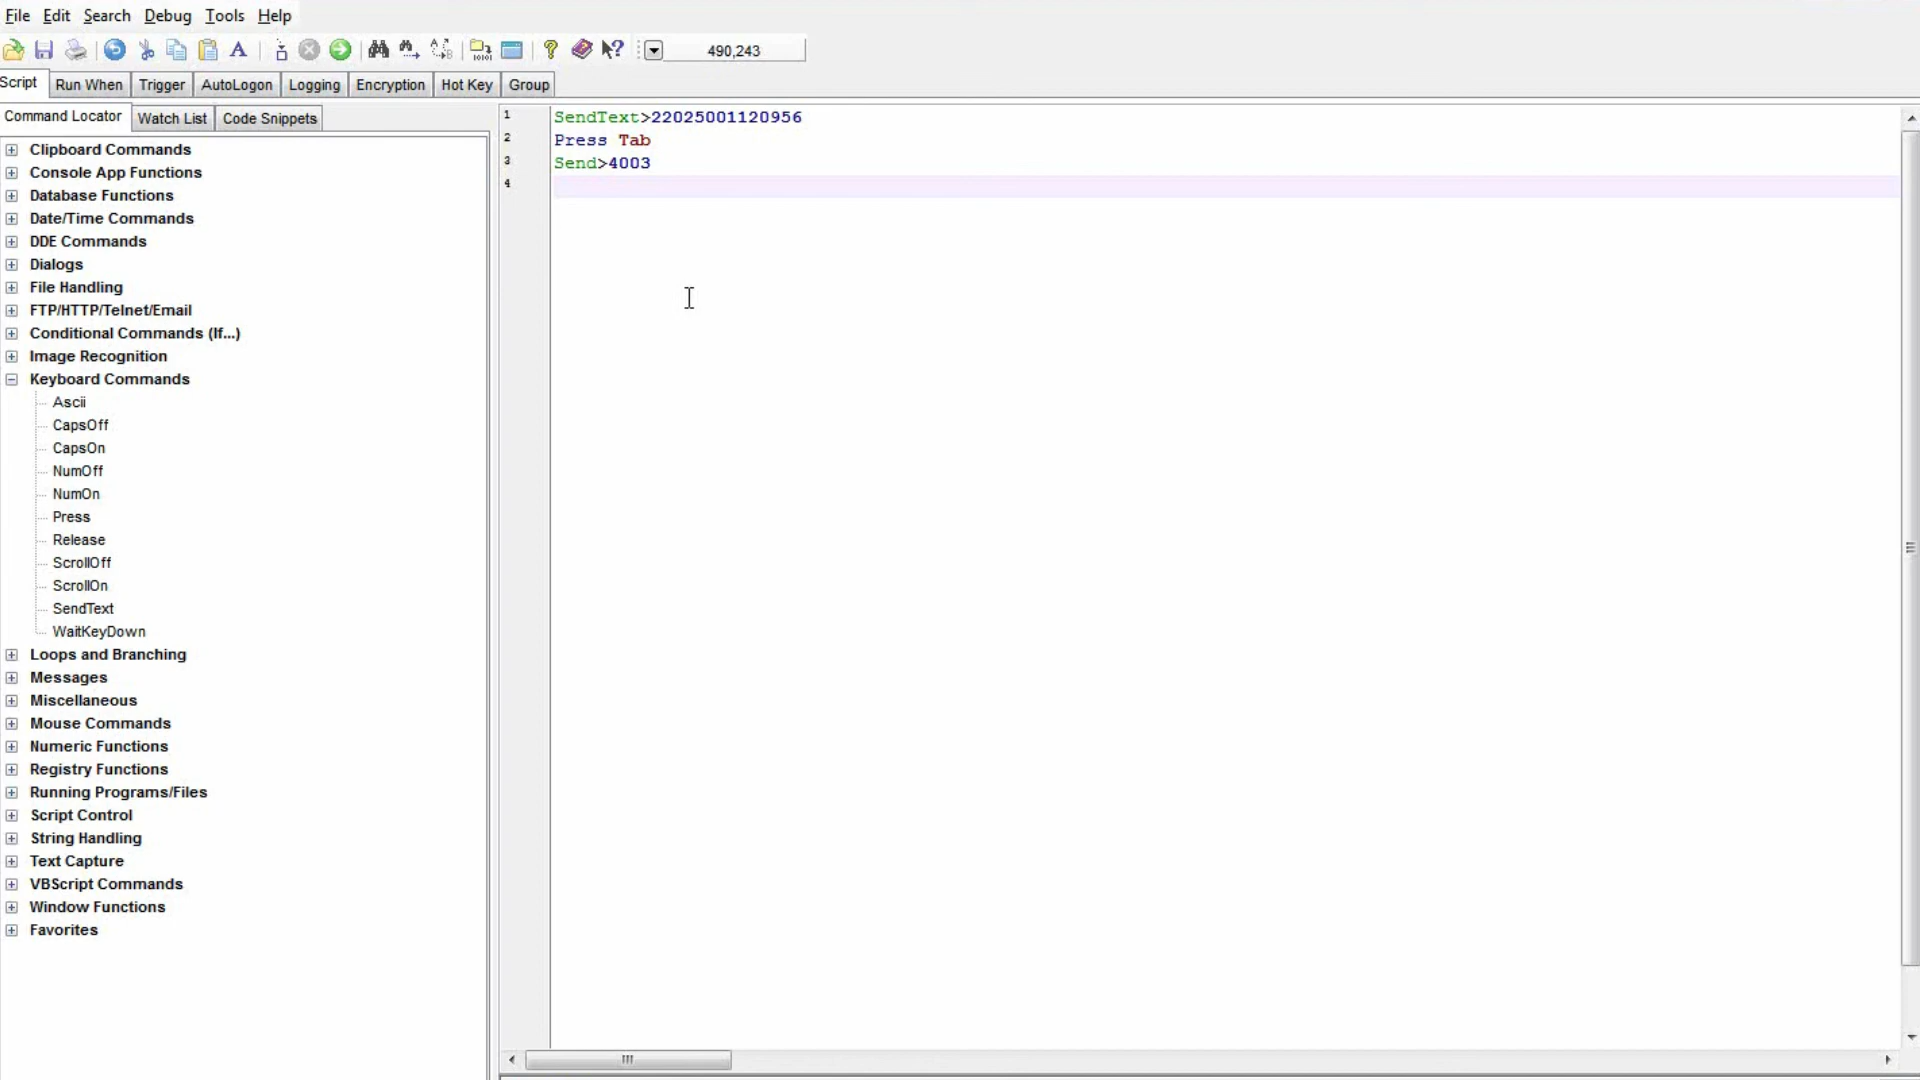 File Edit Search Debug Tools Help
490,243
Script Run When Trigger AutoLogon Logging Encryption Hot Key Group
Command Locator Watch List Code Snippets
Clipboard Commands
Console App Functions
Database Functions
Date/Time Commands
DDE Commands
Dialogs
File Handling
FTP/HTTP/Telnet/Email
Conditional Commands (If...)
Image Recognition
Keyboard Commands
Ascii
CapsOff
CapsOn
NumOff
NumOn
Press
Release
ScrollOff
ScrollOn
SendText
WaitKeyDown
Loops and Branching
Messages
Miscellaneous
Mouse Commands
Numeric Functions
Registry Functions
Running Programs/Files
Script Control
String Handling
Text Capture
VBScript Commands
Window Functions
Favorites
1 SendText>22025001120956
2 Press Tab
3 Send>4003
4